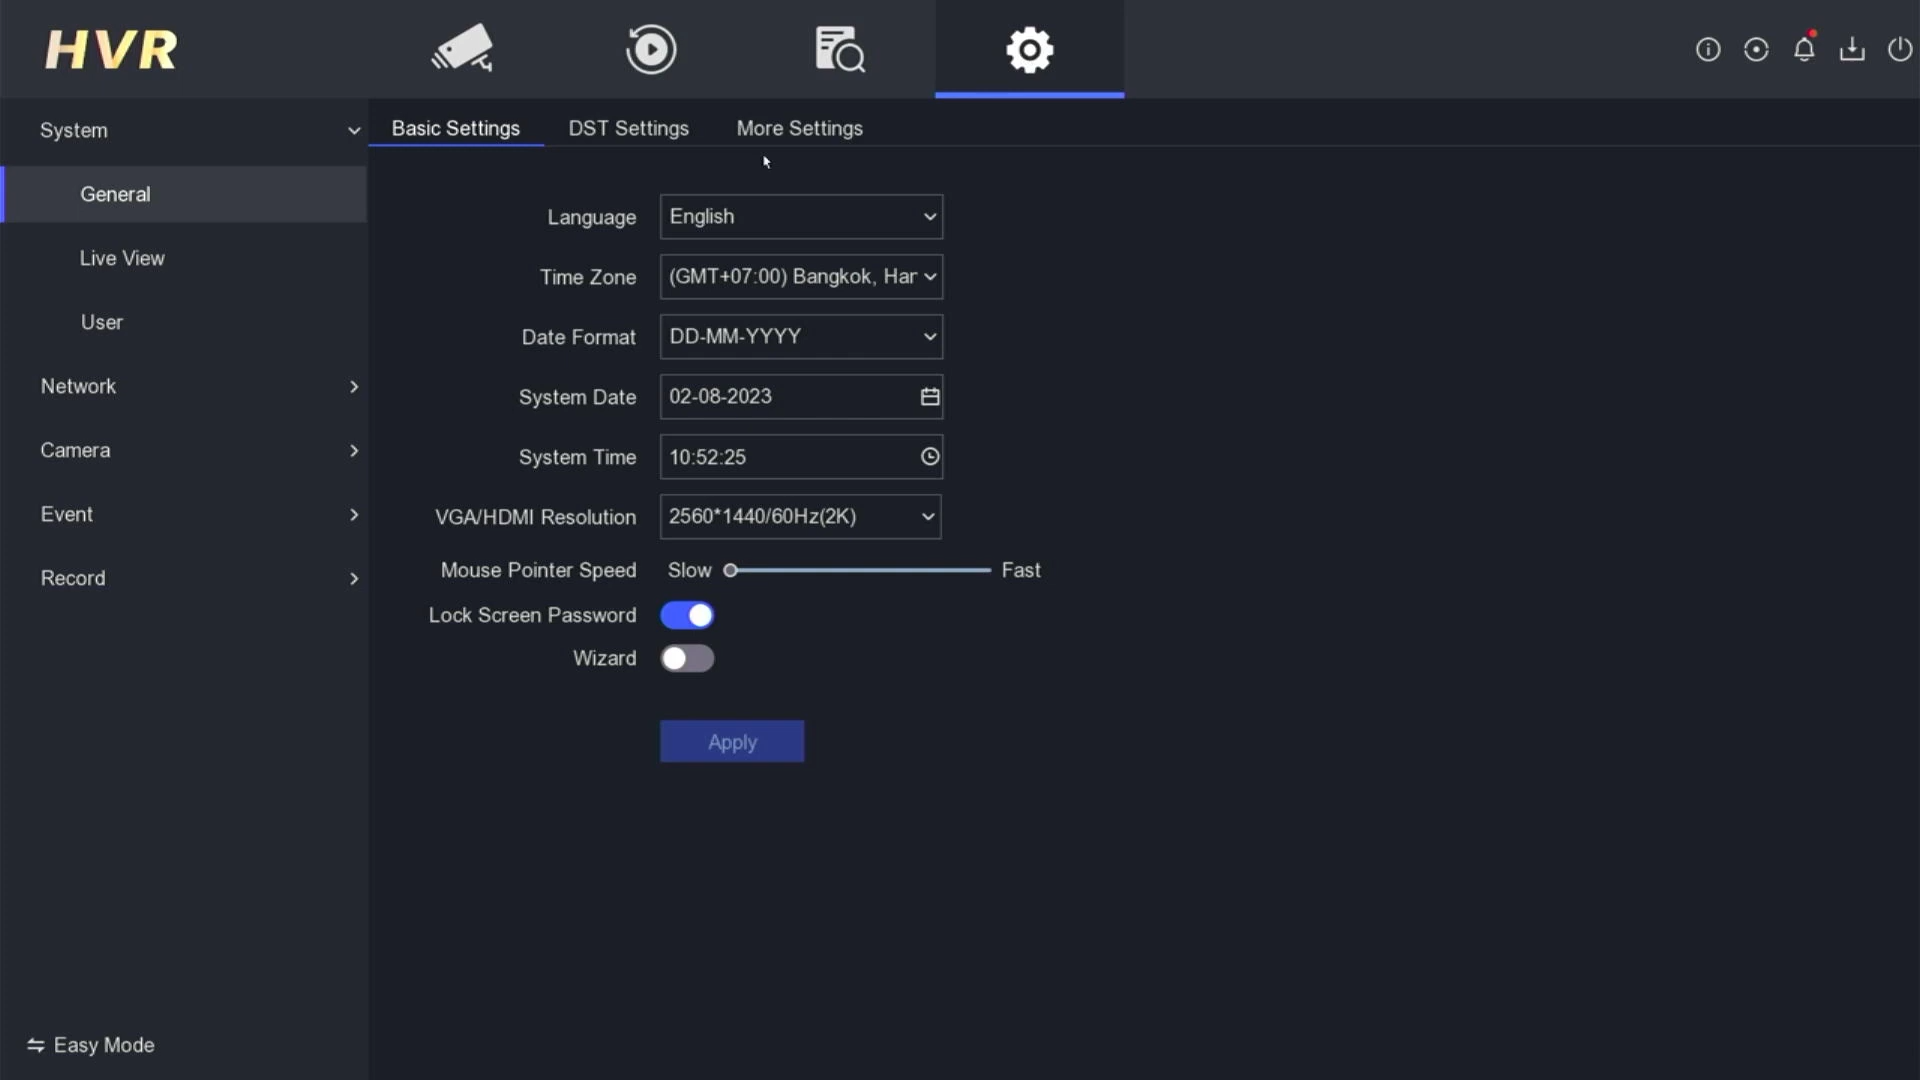 HVR
System
General
Live View
User
Network
Camera
Event
Record
Easy Mode
Basic Settings DST Settings More Settings
Language English
Time Zone (GMT+07:00) Bangkok, Har
Date Format DD-MM-YYYY
System Date 02-08-2023
System Time 10:52:25
VGA/HDMI Resolution 2560*1440/60Hz(2K)
Mouse Pointer Speed Slow Fast
Lock Screen Password
Wizard
Apply